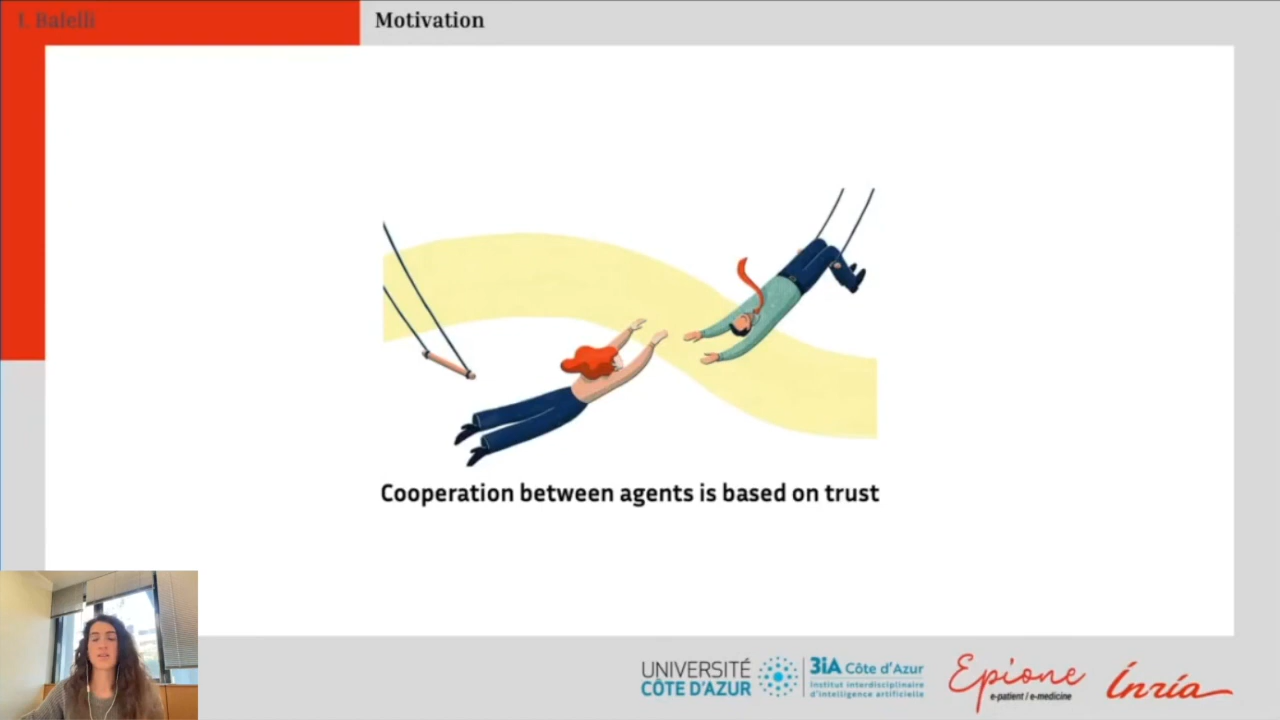 I. Balelli
Motivation
Cooperation between agents is based on trust
UNIVERSITÉ
CÔTE D'AZUR
3iA Côte d'Azur
Institut interdisciplinaire
d'intelligence artificielle
Epione
e-patient / e-medicine
Inria